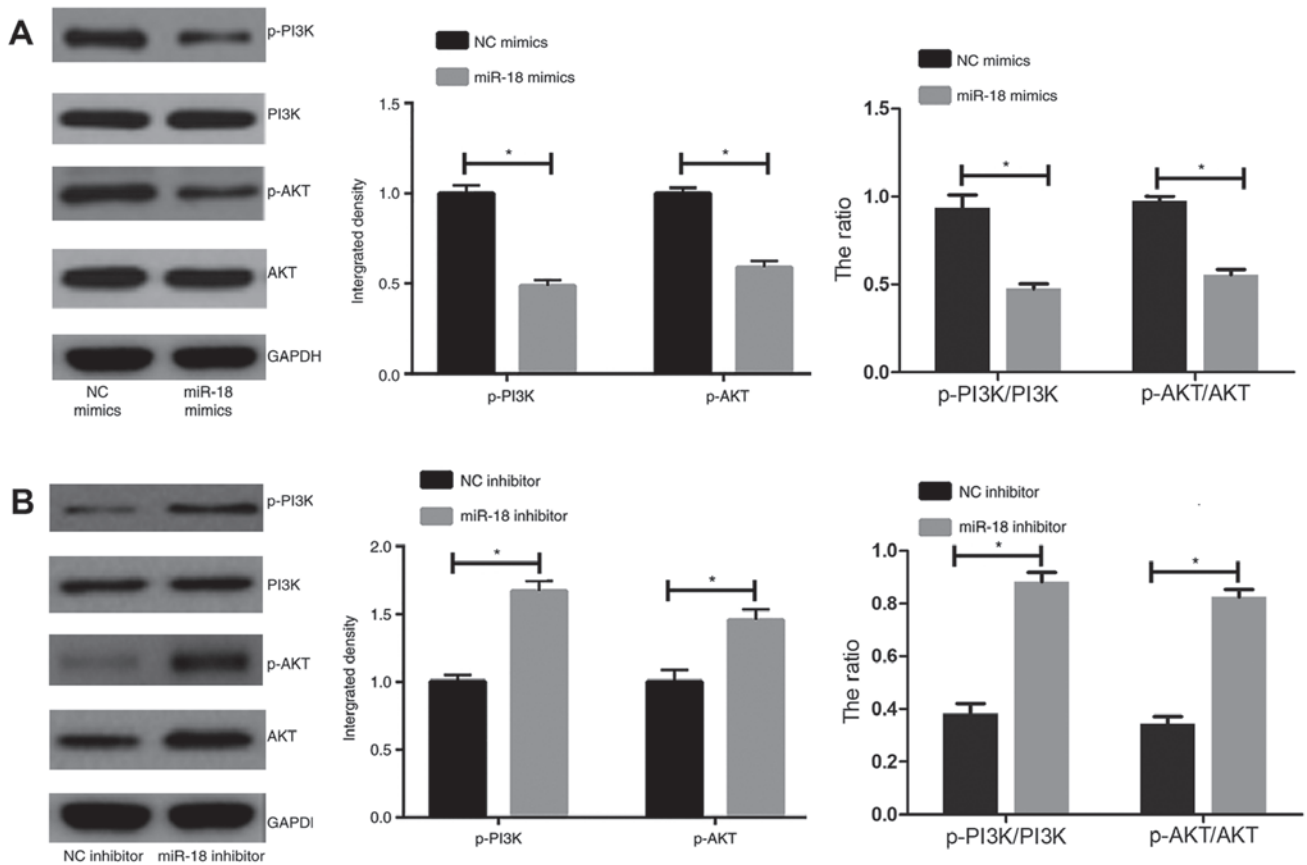 A
p-PI3K
PI3K
p-AKT
AKT
GAPDH
NC
mimics
miR-18
mimics
NC mimics
miR-18 mimics
Intergrated density
1.5
1.0
0.5
0.0
*
*
p-PI3K
p-AKT
NC mimics
miR-18 mimics
The ratio
1.5
1.0
0.5
0.0
*
*
p-PI3K/PI3K
p-AKT/AKT
B
p-PI3K
PI3K
p-AKT
AKT
GAPDI
NC inhibitor
miR-18 inhibitor
NC inhibitor
miR-18 inhibitor
Intergrated density
2.0
1.5
1.0
0.5
0.0
*
*
p-PI3K
p-AKT
NC inhibitor
miR-18 inhibitor
The ratio
1.0
0.8
0.6
0.4
0.2
0.0
*
*
p-PI3K/PI3K
p-AKT/AKT